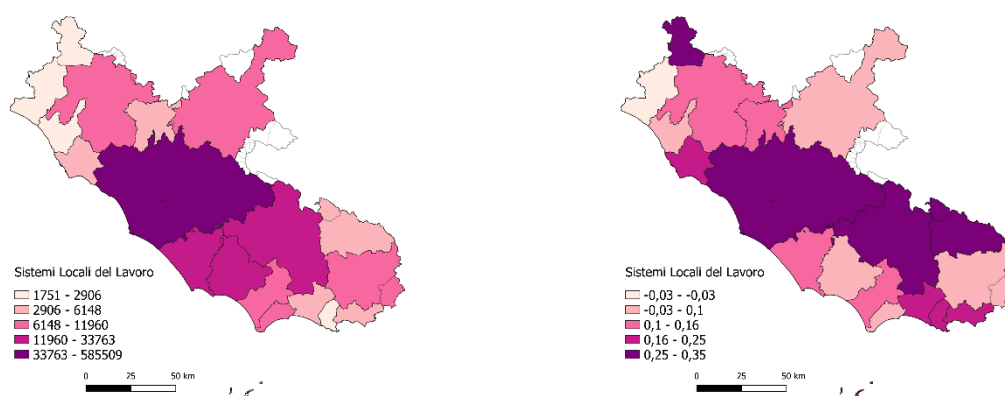 Sistemi Locali del Lavoro
1751 - 2906
2906 - 6148
6148 - 11960
11960 - 33763
33763 - 585509
0 25 50 km
Sistemi Locali del Lavoro
-0,03 - -0,03
-0,03 - 0,1
0,1 - 0,16
0,16 - 0,25
0,25 - 0,35
0 25 50 km